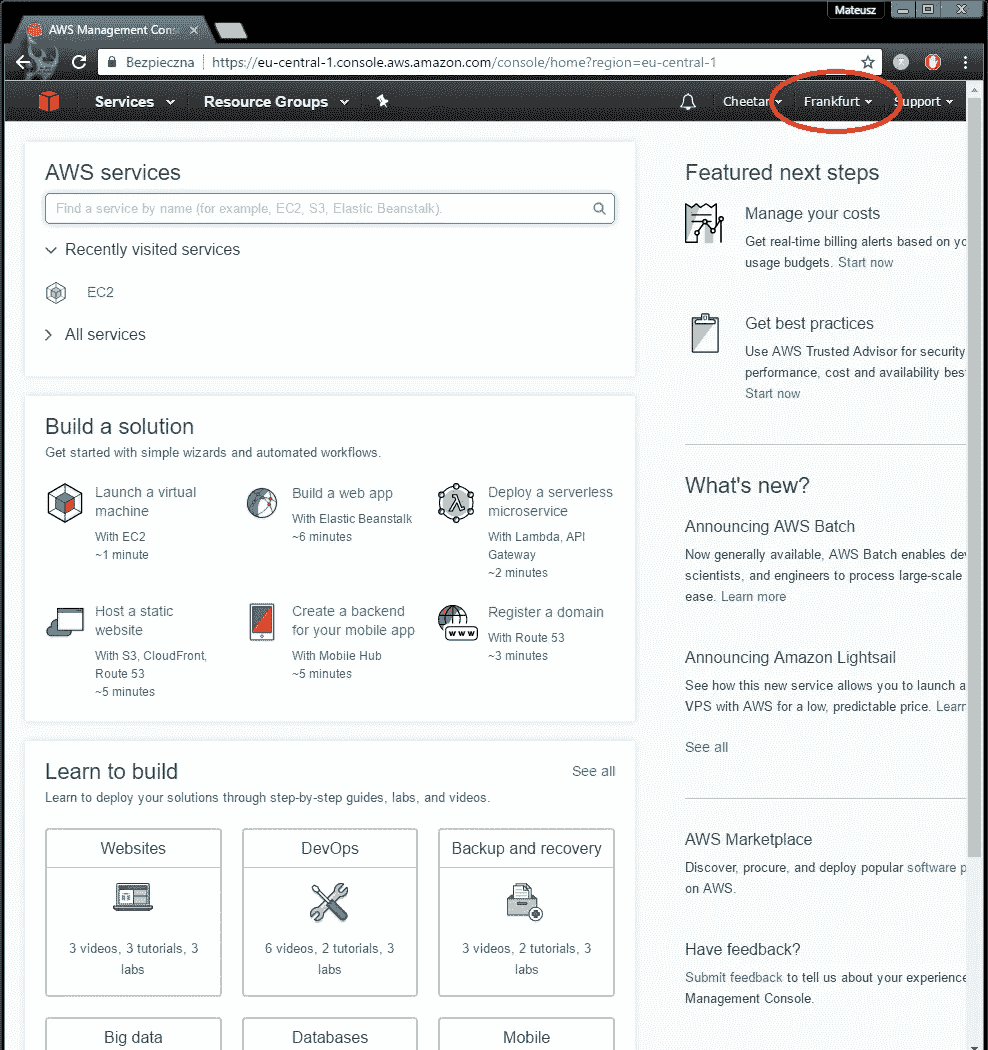 Mateusz
AWS Management Cons
Bezpieczna
https://eu-central-1.console.aws.amazon.com/console/home?region=eu-central-1
Services
Resource Groups
Cheetar
Frankfurt
Support
AWS services
Find a service by name (for example, EC2, S3, Elastic Beanstalk).
Recently visited services
EC2
All services
Build a solution
Get started with simple wizards and automated workflows.
Launch a virtual
machine
With EC2
~1 minute
Build a web app
With Elastic Beanstalk
~6 minutes
Deploy a serverless
microservice
With Lambda, API
Gateway
~2 minutes
Host a static
website
With S3, CloudFront,
Route 53
~5 minutes
Create a backend
for your mobile app
With Mobile Hub
~5 minutes
Register a domain
With Route 53
~3 minutes
Learn to build
See all
Learn to deploy your solutions through step-by-step guides, labs, and videos.
Websites
3 videos, 3 tutorials, 3
labs
DevOps
6 videos, 2 tutorials, 3
labs
Backup and recovery
3 videos, 2 tutorials, 3
labs
Big data
Databases
Mobile
Featured next steps
Manage your costs
Get real-time billing alerts based on yo
usage budgets. Start now
Get best practices
Use AWS Trusted Advisor for security
performance, cost and availability bes
Start now
What's new?
Announcing AWS Batch
Now generally available, AWS Batch enables dev
scientists, and engineers to process large-scale
ease. Learn more
Announcing Amazon Lightsail
See how this new service allows you to launch a
VPS with AWS for a low, predictable price. Learn
See all
AWS Marketplace
Discover, procure, and deploy popular software p
on AWS.
Have feedback?
Submit feedback to tell us about your experience
Management Console.